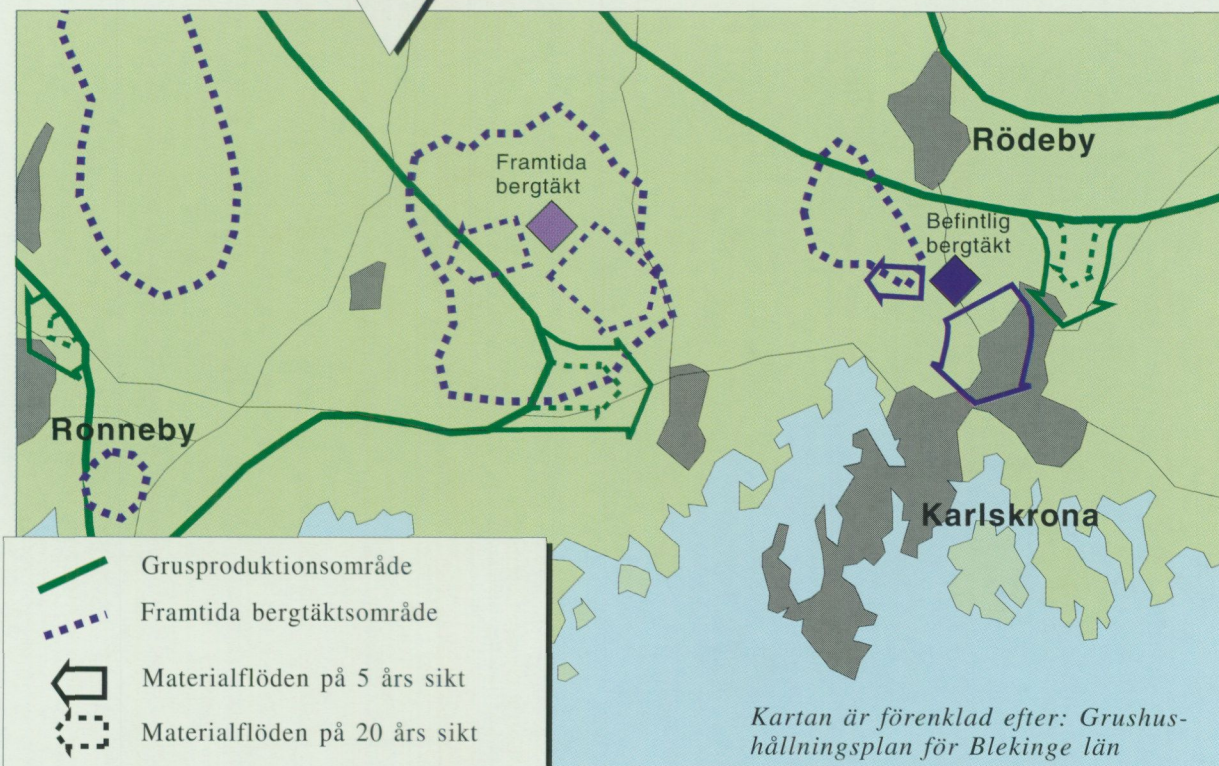 Framtida
bergtäkt
Rödeby
Befintlig
bergtäkt
Ronneby
Karlskrona
Grusproduktionsområde
Framtida bergtäktsområde
Materialflöden på 5 års sikt
Materialflöden på 20 års sikt
Kartan är förenklad efter: Grushus-
hållningsplan för Blekinge län